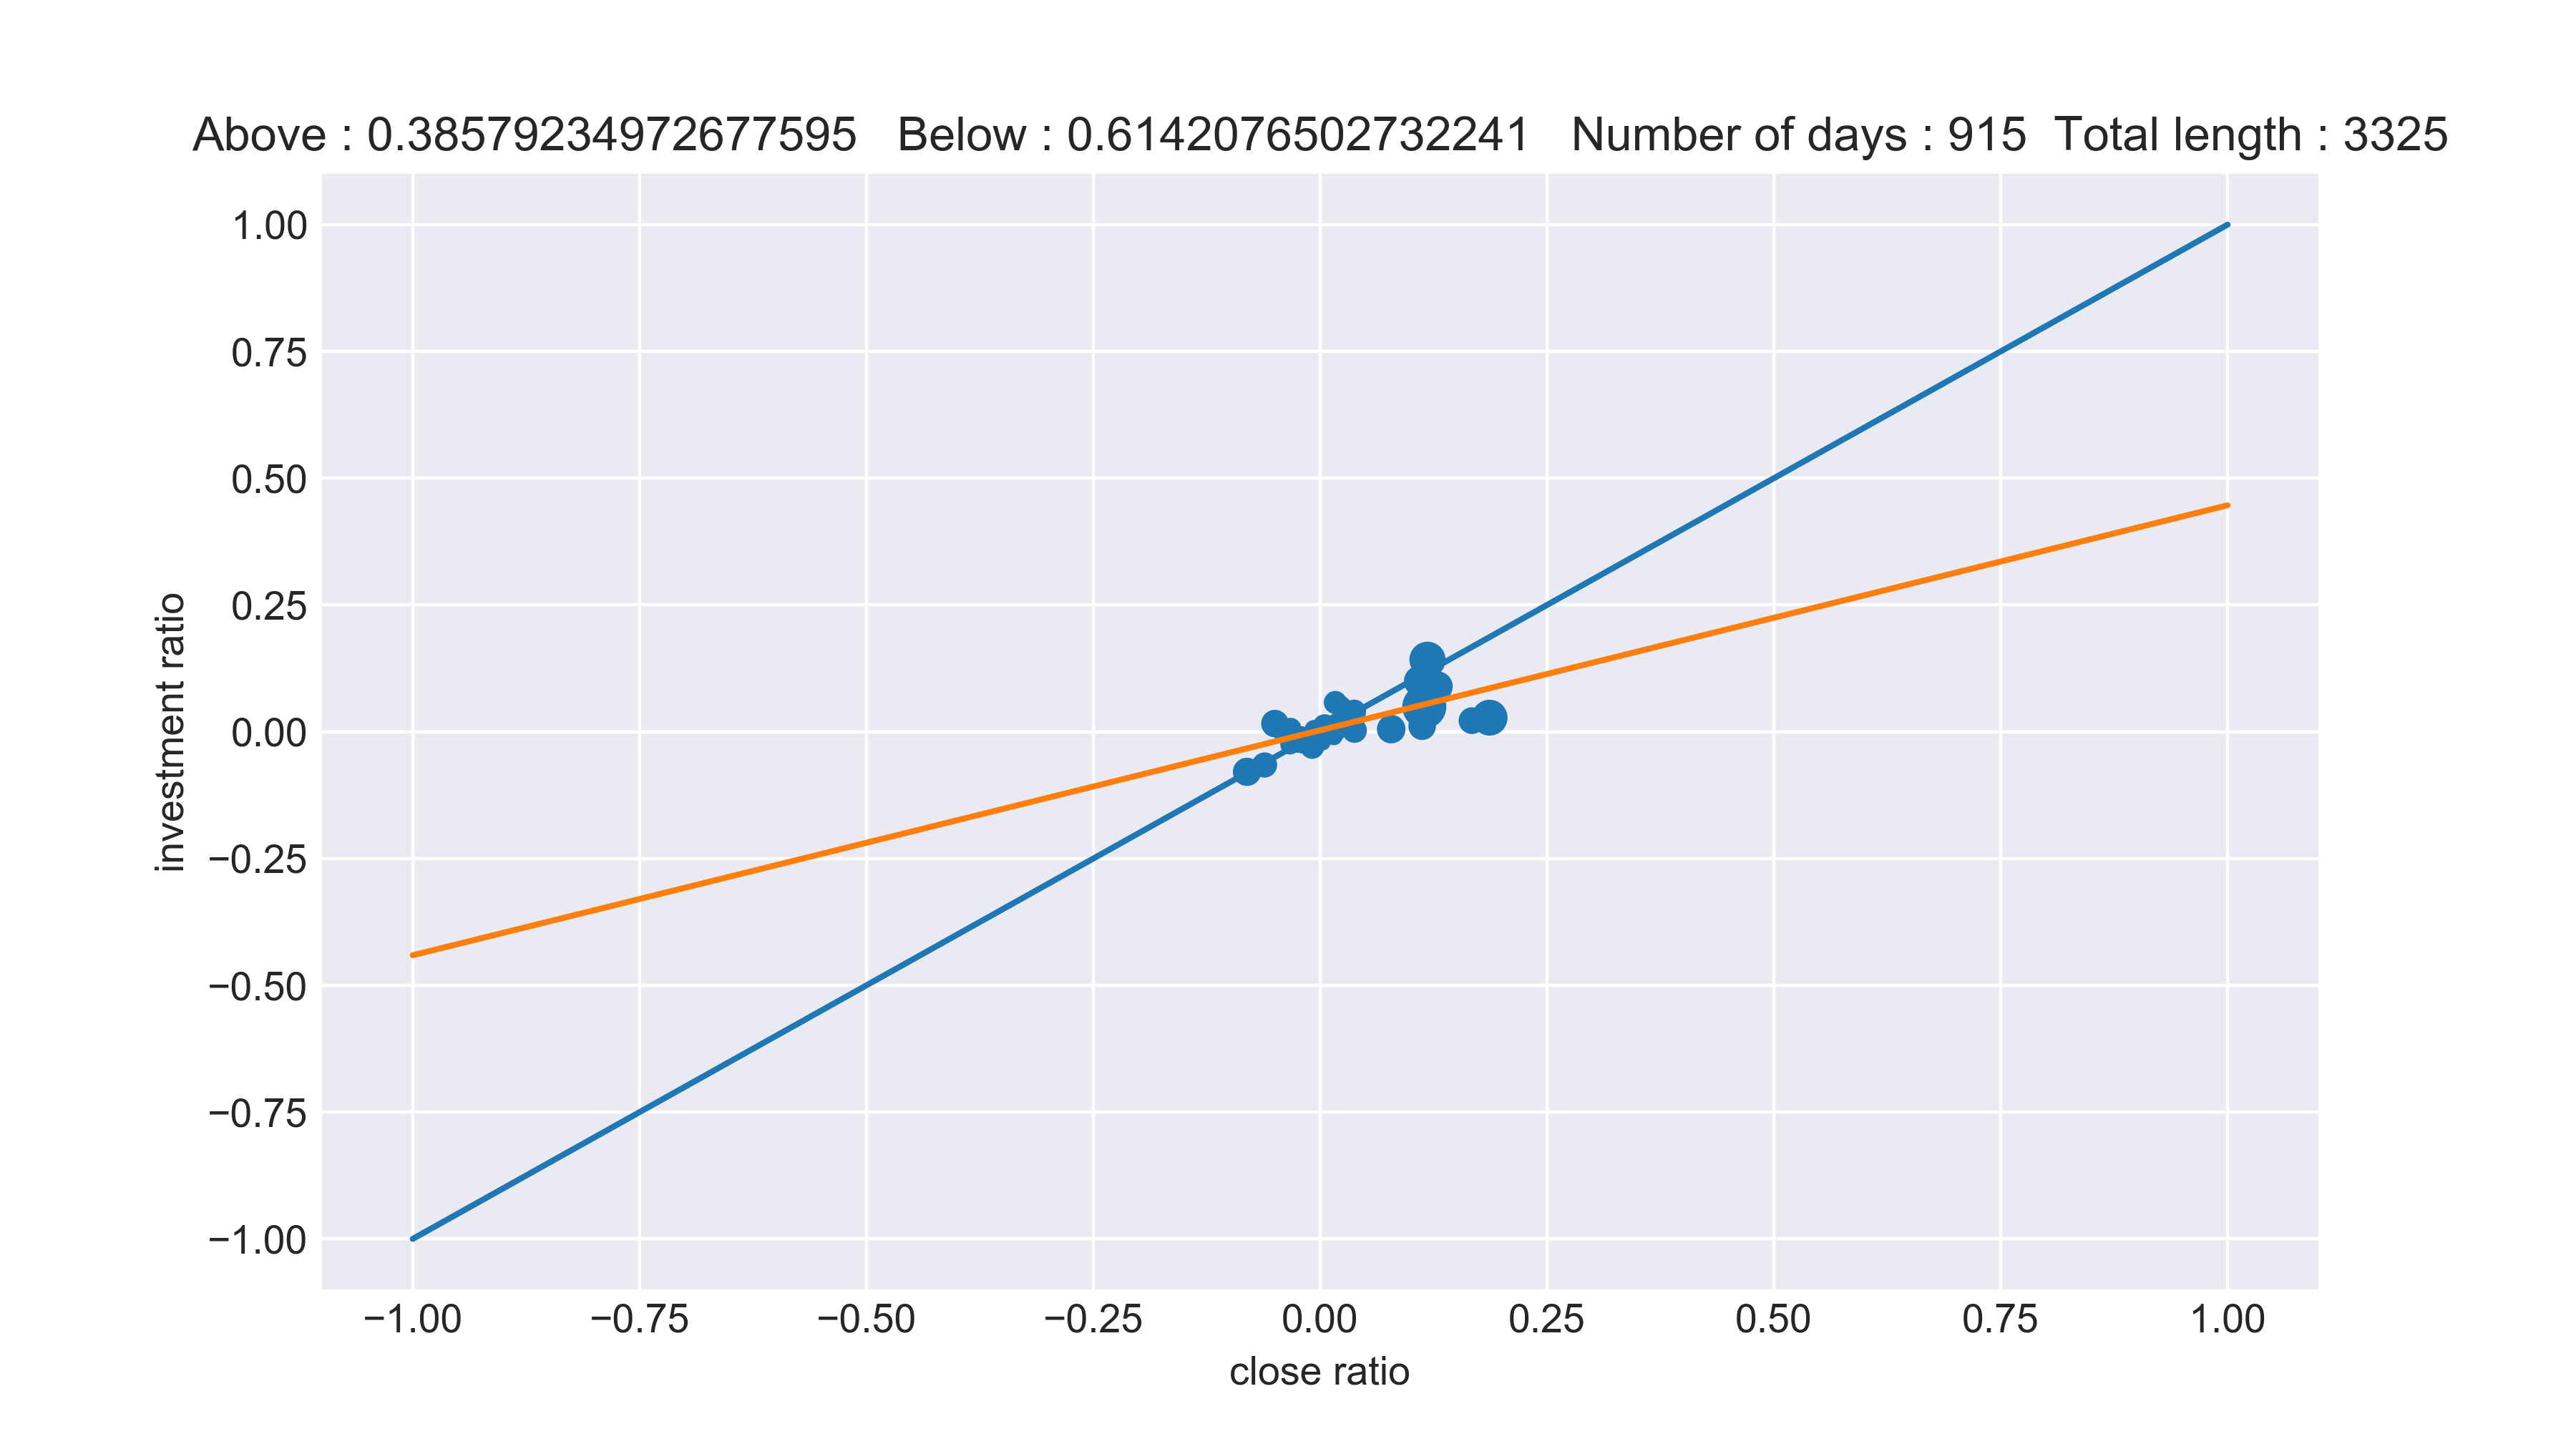 Above : 0.38579234972677595   Below : 0.6142076502732241   Number of days : 915  Total length : 3325
1.00
0.75
0.50
0.25
0.00
−0.25
−0.50
−0.75
−1.00
investment ratio
−1.00 −0.75 −0.50 −0.25 0.00 0.25 0.50 0.75 1.00
close ratio